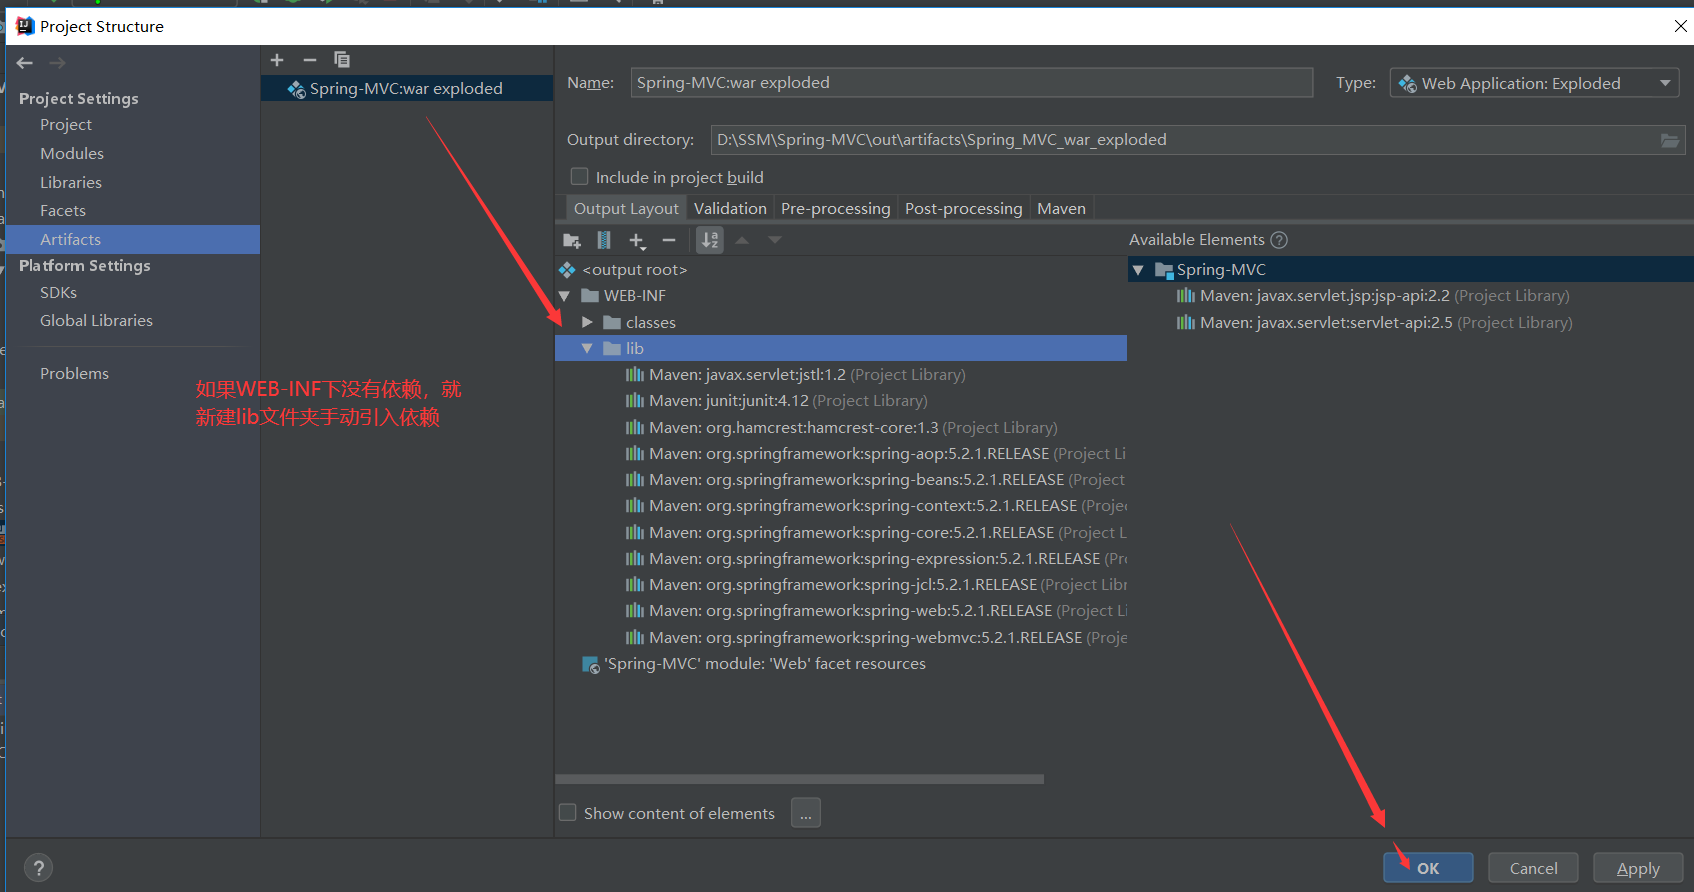 Project Structure
Project Settings
Project
Modules
Libraries
Facets
Artifacts
Platform Settings
SDKs
Global Libraries
Problems
Spring-MVC:war exploded
如果WEB-INF下没有依赖，就
新建lib文件夹手动引入依赖
Name: Spring-MVC:war exploded Type: Web Application: Exploded
Output directory: D:\SSM\Spring-MVC\out\artifacts\Spring_MVC_war_exploded
Include in project build
Output Layout Validation Pre-processing Post-processing Maven
<output root>
WEB-INF
classes
lib
Maven: javax.servlet:jstl:1.2 (Project Library)
Maven: junit:junit:4.12 (Project Library)
Maven: org.hamcrest:hamcrest-core:1.3 (Project Library)
Maven: org.springframework:spring-aop:5.2.1.RELEASE (Project Li
Maven: org.springframework:spring-beans:5.2.1.RELEASE (Project
Maven: org.springframework:spring-context:5.2.1.RELEASE (Projec
Maven: org.springframework:spring-core:5.2.1.RELEASE (Project L
Maven: org.springframework:spring-expression:5.2.1.RELEASE (Pro
Maven: org.springframework:spring-jcl:5.2.1.RELEASE (Project Libr
Maven: org.springframework:spring-web:5.2.1.RELEASE (Project Li
Maven: org.springframework:spring-webmvc:5.2.1.RELEASE (Proje
'Spring-MVC' module: 'Web' facet resources
Available Elements ?
Spring-MVC
Maven: javax.servlet.jsp:jsp-api:2.2 (Project Library)
Maven: javax.servlet:servlet-api:2.5 (Project Library)
Show content of elements ...
? OK Cancel Apply